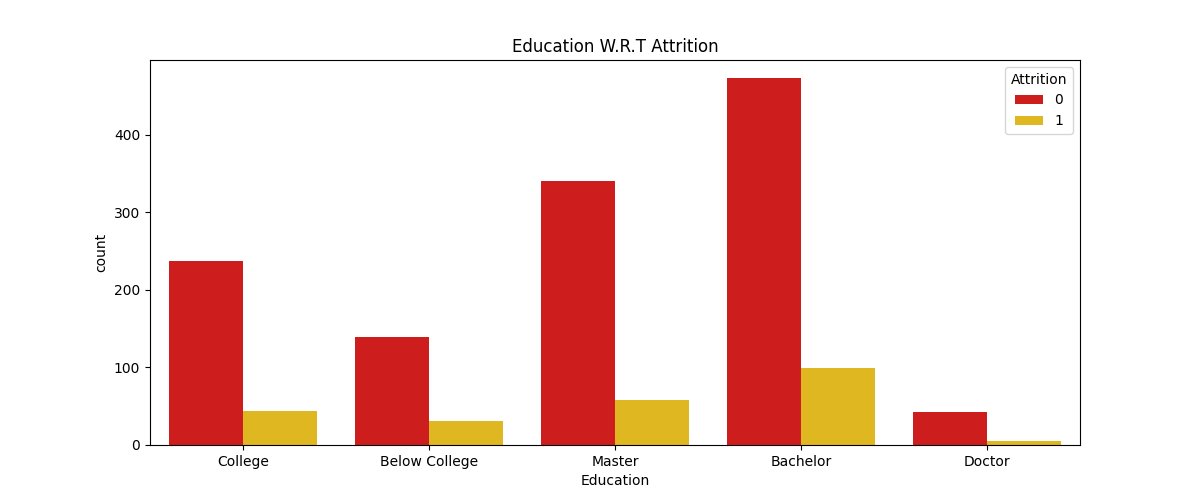 Education W.R.T Attrition
Attrition
0
1
400
300
200
100
0
count
College
Below College
Master
Bachelor
Doctor
Education